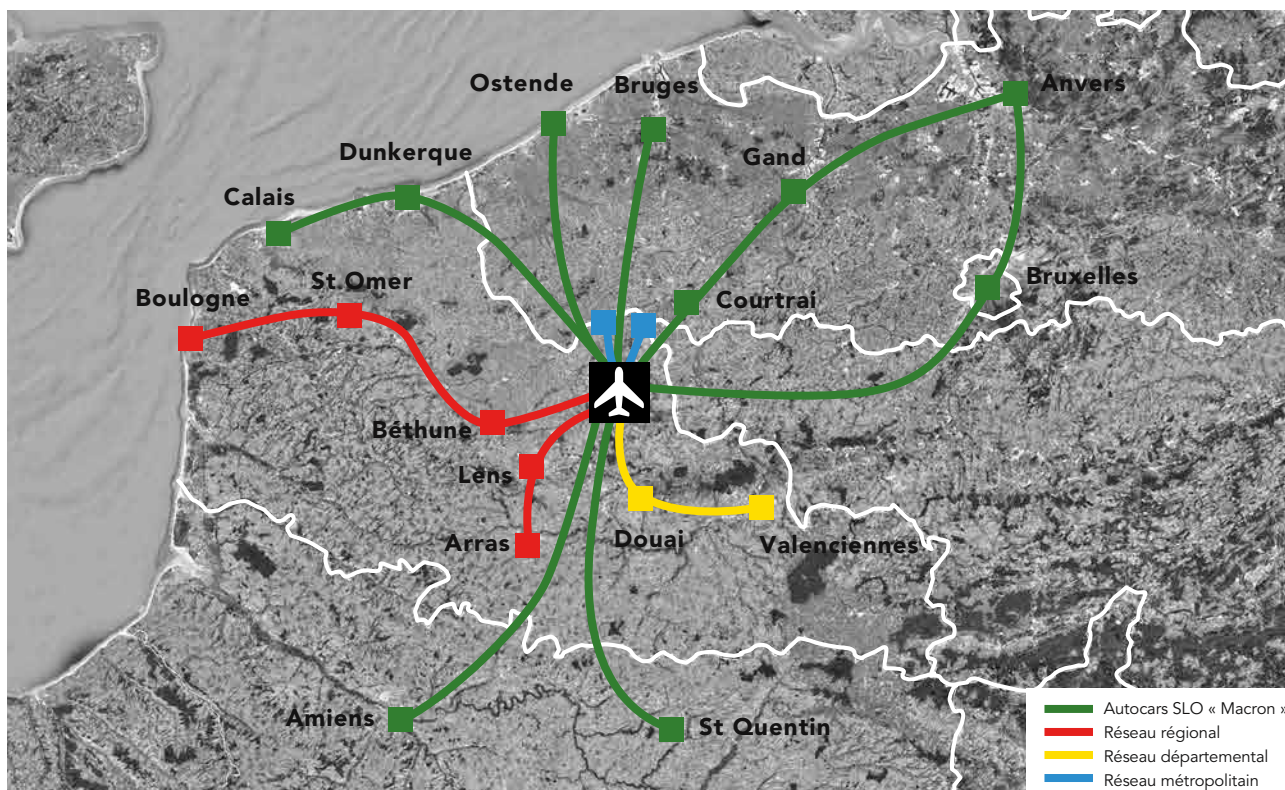 Ostende
Bruges
Anvers
Dunkerque
Gand
Calais
St Omer
Bruxelles
Boulogne
Courtrai
Béthune
Lens
Arras
Douai
Valenciennes
Amiens
St Quentin
Autocars SLO « Macron »
Réseau régional
Réseau départemental
Réseau métropolitain